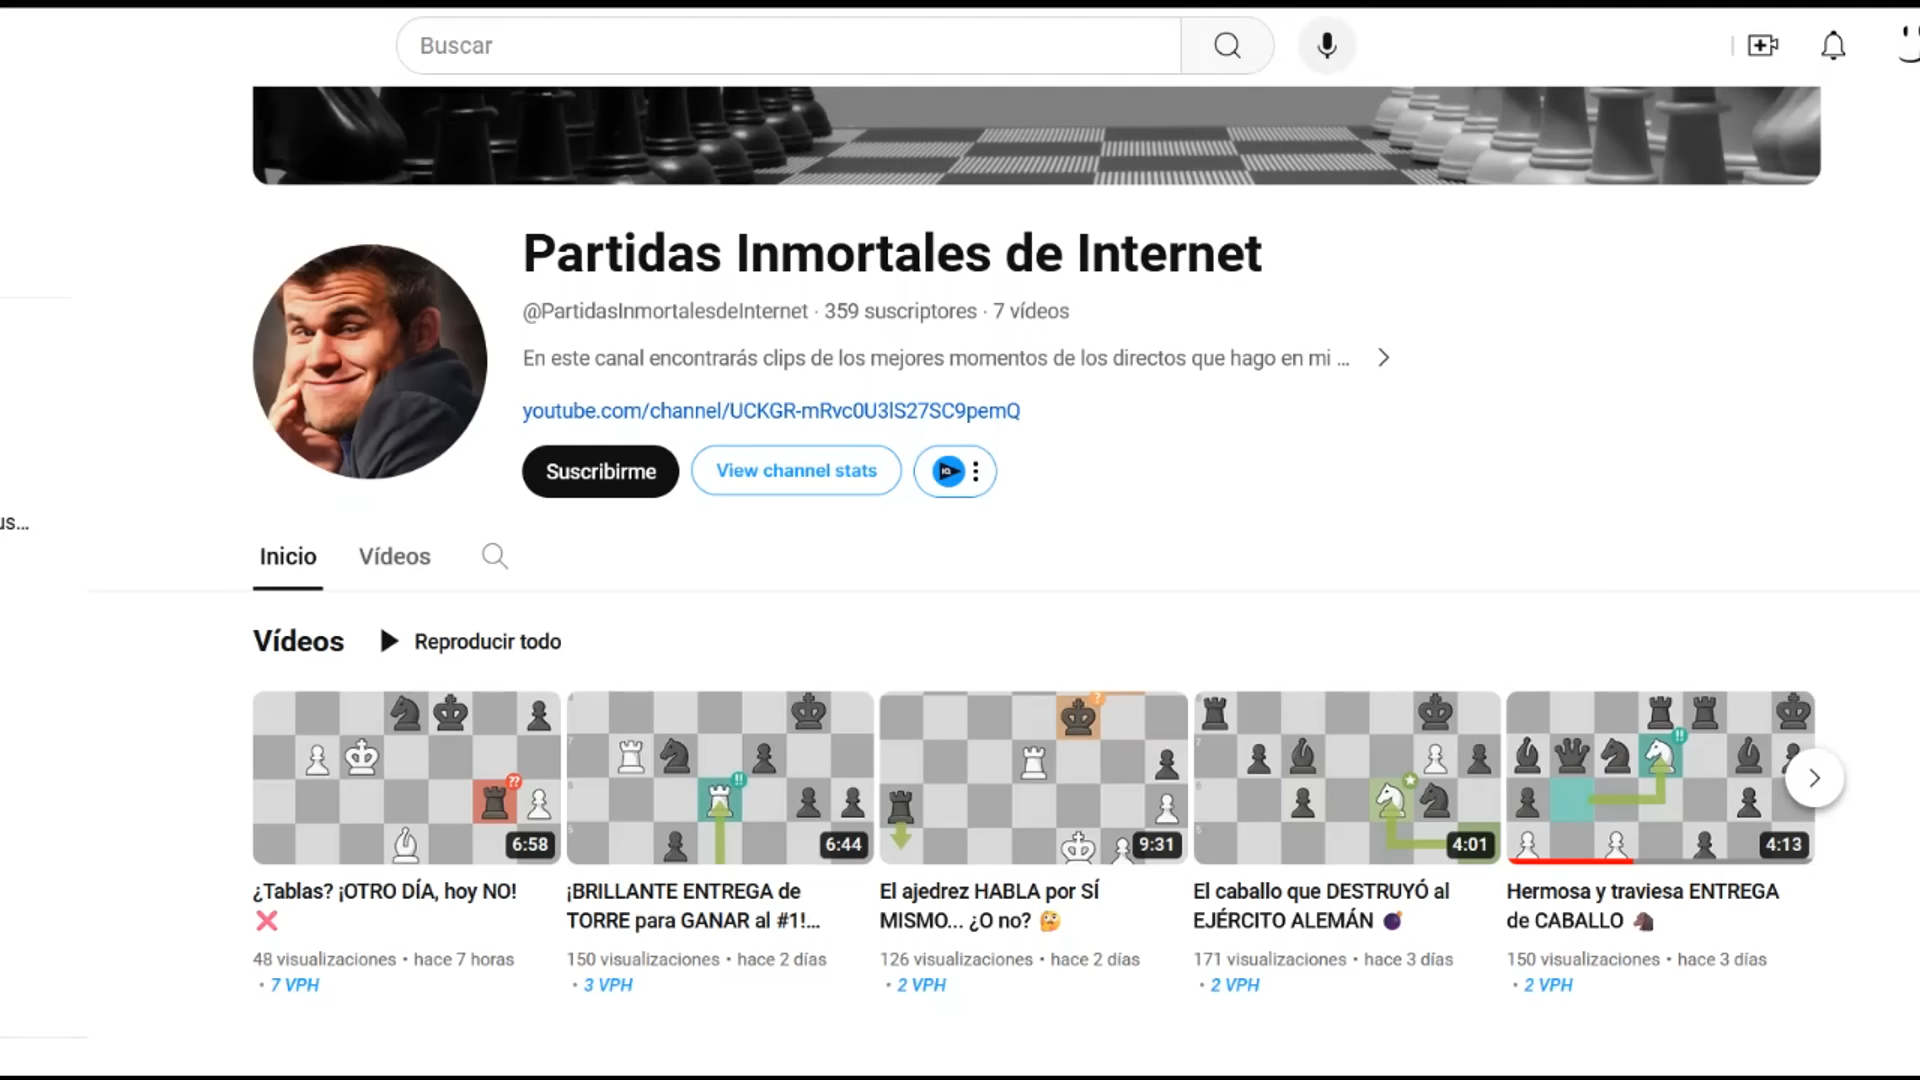 Buscar
Partidas Inmortales de Internet
@PartidasInmortalesdeInternet · 359 suscriptores · 7 vídeos
En este canal encontrarás clips de los mejores momentos de los directos que hago en mi ...
youtube.com/channel/UCKGR-mRvc0U3lS27SC9pemQ
Suscribirme
View channel stats
IQ
us...
Inicio
Vídeos
Vídeos
Reproducir todo
??
6:58
!!
6:44
?
9:31
4:01
!!
4:13
¿Tablas? ¡OTRO DÍA, hoy NO!
❌
48 visualizaciones • hace 7 horas
• 7 VPH
¡BRILLANTE ENTREGA de
TORRE para GANAR al #1!...
150 visualizaciones • hace 2 días
• 3 VPH
El ajedrez HABLA por SÍ
MISMO... ¿O no? 🤔
126 visualizaciones • hace 2 días
• 2 VPH
El caballo que DESTRUYÓ al
EJÉRCITO ALEMÁN 💣
171 visualizaciones • hace 3 días
• 2 VPH
Hermosa y traviesa ENTREGA
de CABALLO 🐴
150 visualizaciones • hace 3 días
• 2 VPH